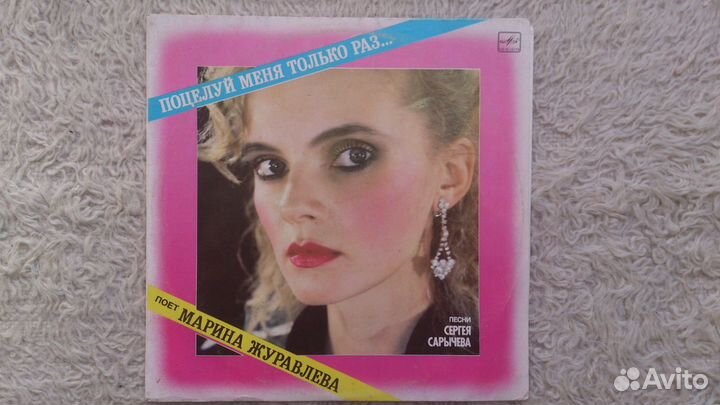 ПОЦЕЛУЙ МЕНЯ ТОЛЬКО РАЗ...
ПЕСНИ
СЕРГЕЯ
САРЫЧЕВА
ПОЕТ МАРИНА ЖУРАВЛЕВА
Avito